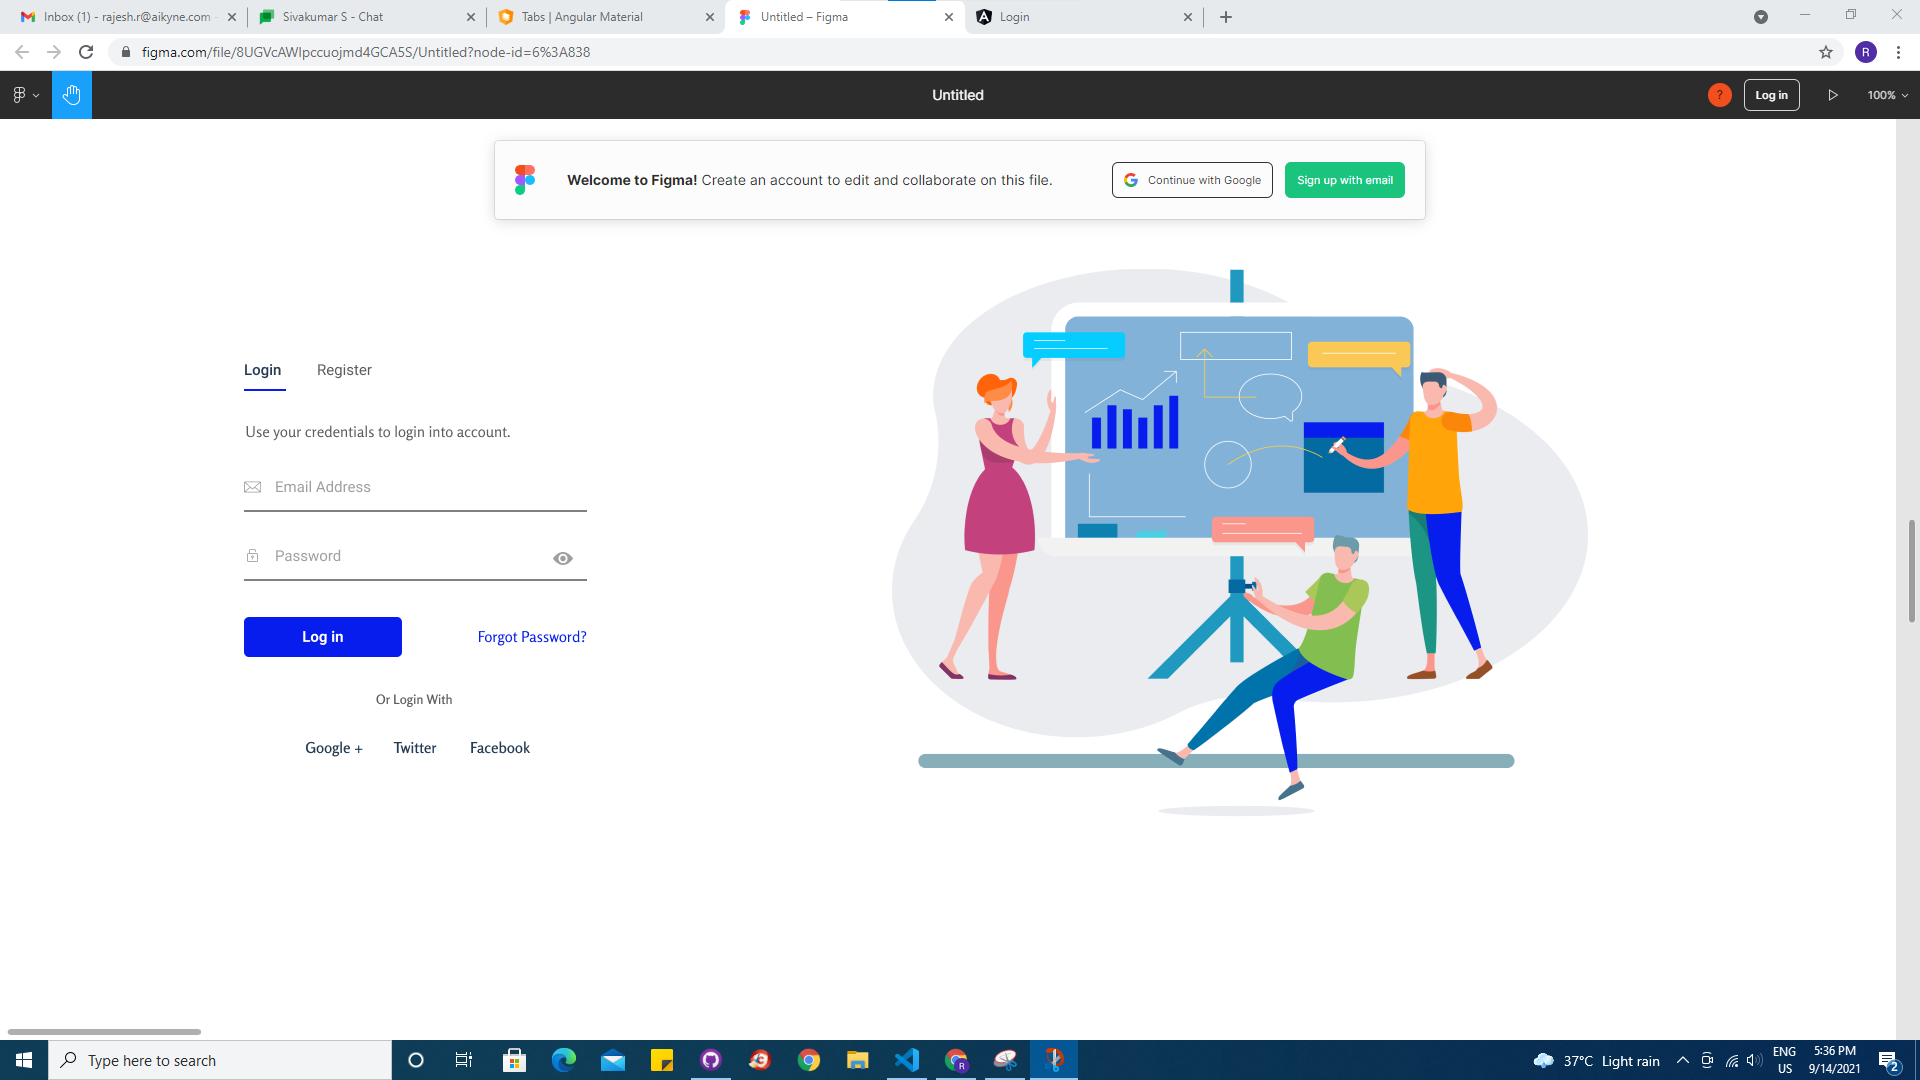 Inbox (1) - rajesh.r@aikyne.com
Sivakumar S - Chat
Tabs | Angular Material
Untitled – Figma
Login
figma.com/file/8UGVcAWlpccuojmd4GCA5S/Untitled?node-id=6%3A838
R
Untitled
?
Log in
100%
Welcome to Figma! Create an account to edit and collaborate on this file.
Continue with Google
Sign up with email
Login
Register
Use your credentials to login into account.
Email Address
Password
Log in
Forgot Password?
Or Login With
Google +
Twitter
Facebook
Type here to search
R
37°C Light rain
ENG
US
5:36 PM
9/14/2021
2